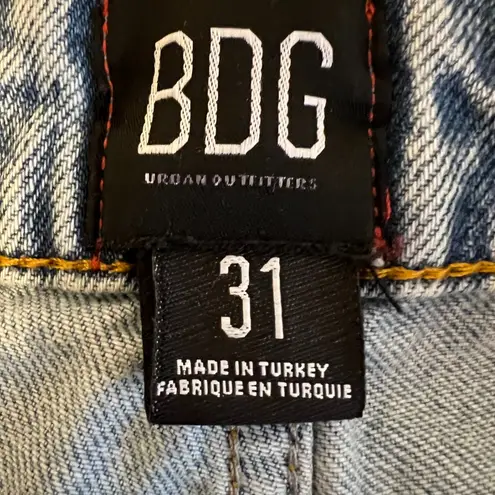 BDG
URBAN OUTFITTERS
31
MADE IN TURKEY
FABRIQUE EN TURQUIE